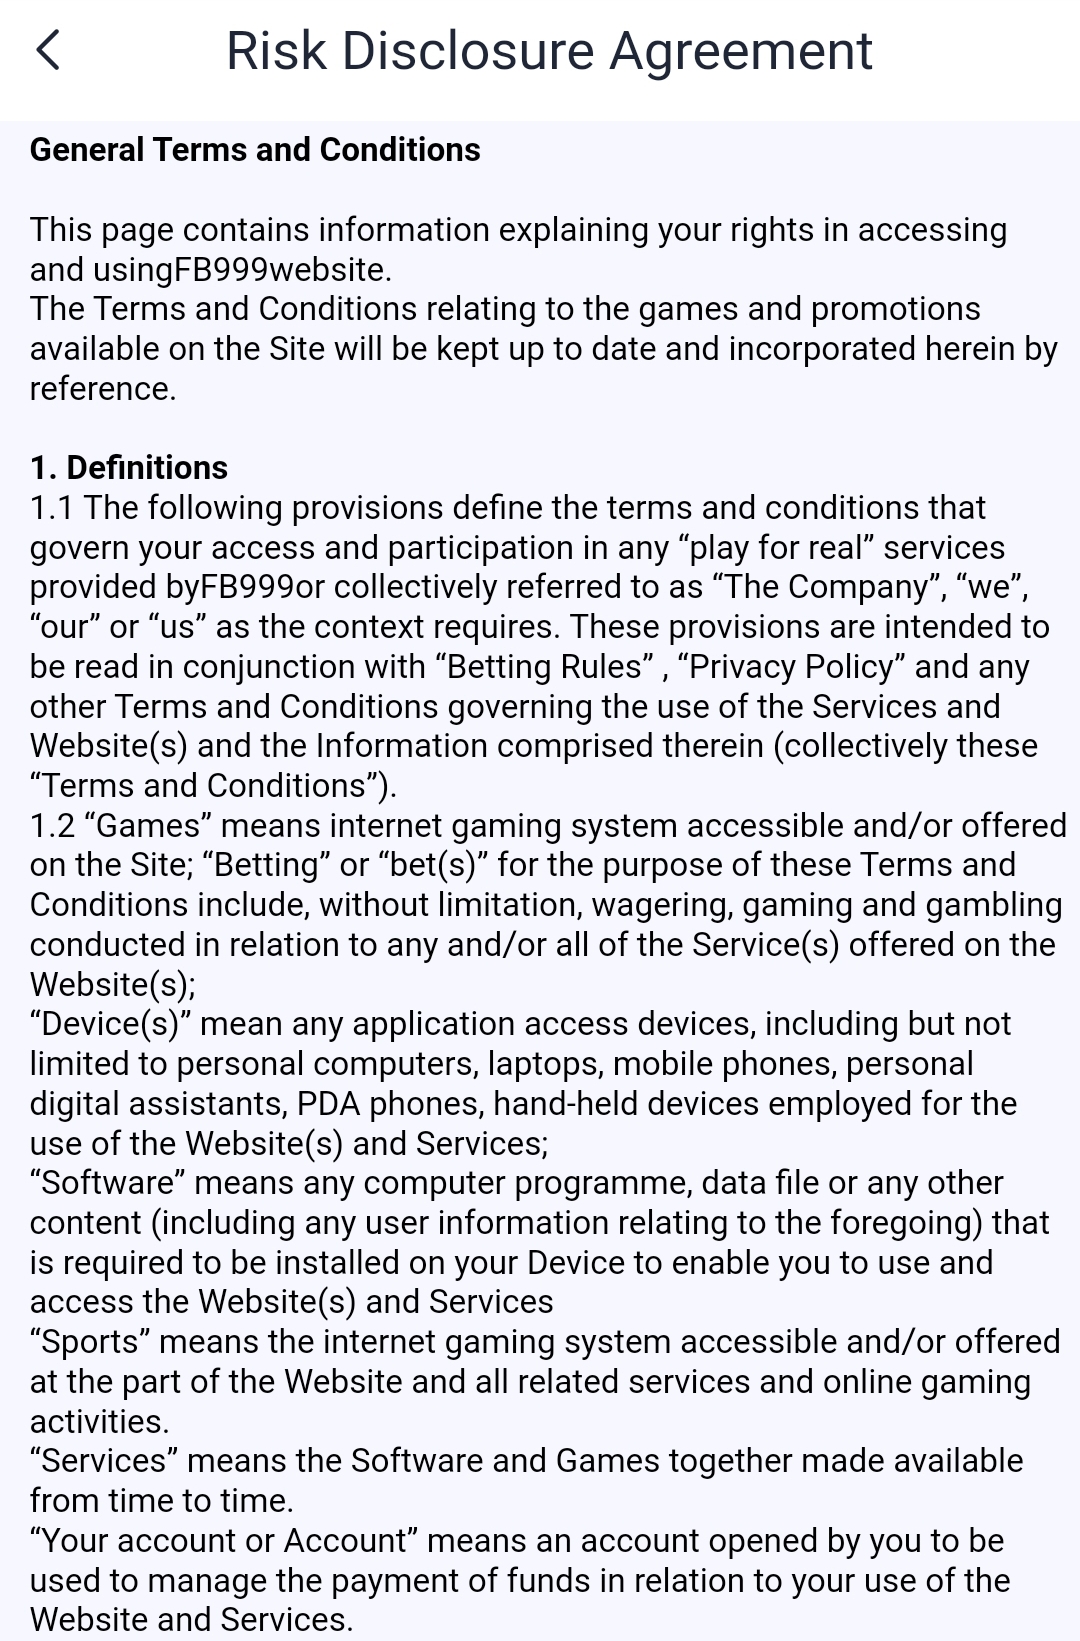 Risk Disclosure Agreement
General Terms and Conditions
This page contains information explaining your rights in accessing
and usingFB999website.
The Terms and Conditions relating to the games and promotions
available on the Site will be kept up to date and incorporated herein by
reference.
1. Definitions
1.1 The following provisions define the terms and conditions that
govern your access and participation in any “play for real” services
provided byFB999or collectively referred to as “The Company”, “we”,
“our” or “us” as the context requires. These provisions are intended to
be read in conjunction with “Betting Rules” , “Privacy Policy” and any
other Terms and Conditions governing the use of the Services and
Website(s) and the Information comprised therein (collectively these
“Terms and Conditions”).
1.2 “Games” means internet gaming system accessible and/or offered
on the Site; “Betting” or “bet(s)” for the purpose of these Terms and
Conditions include, without limitation, wagering, gaming and gambling
conducted in relation to any and/or all of the Service(s) offered on the
Website(s);
“Device(s)” mean any application access devices, including but not
limited to personal computers, laptops, mobile phones, personal
digital assistants, PDA phones, hand-held devices employed for the
use of the Website(s) and Services;
“Software” means any computer programme, data file or any other
content (including any user information relating to the foregoing) that
is required to be installed on your Device to enable you to use and
access the Website(s) and Services
“Sports” means the internet gaming system accessible and/or offered
at the part of the Website and all related services and online gaming
activities.
“Services” means the Software and Games together made available
from time to time.
“Your account or Account” means an account opened by you to be
used to manage the payment of funds in relation to your use of the
Website and Services.